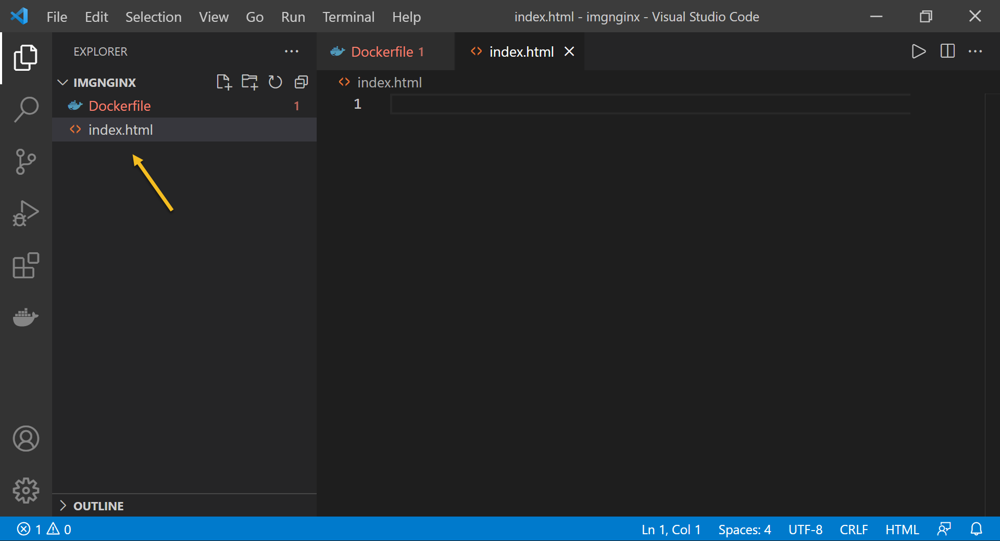 File Edit Selection View Go Run Terminal Help index.html - imgnginx - Visual Studio Code
EXPLORER
IMGNGINX
Dockerfile 1
index.html
OUTLINE
Dockerfile 1 index.html
index.html
1
1 0 Ln 1, Col 1 Spaces: 4 UTF-8 CRLF HTML